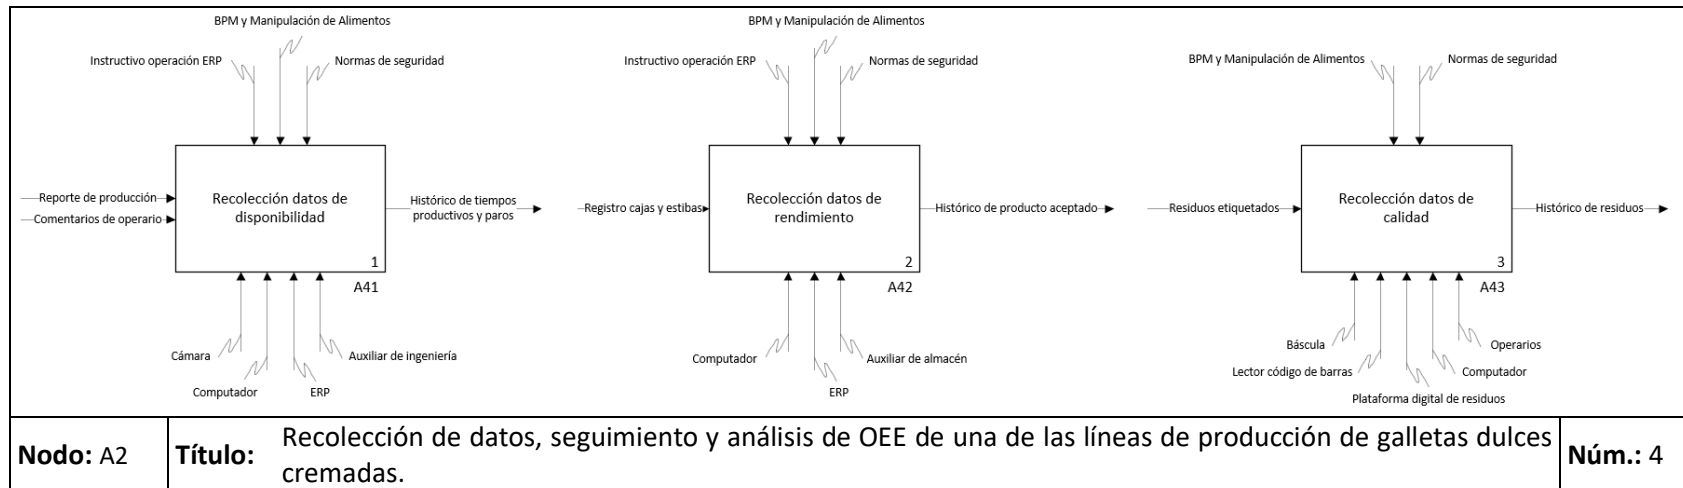 BPM y Manipulación de Alimentos
Instructivo operación ERP
Normas de seguridad
Reporte de producción
Comentarios de operario
Recolección datos de
disponibilidad
1
A41
Histórico de tiempos
productivos y paros
Cámara
Computador
ERP
Auxiliar de ingeniería
BPM y Manipulación de Alimentos
Instructivo operación ERP
Normas de seguridad
Registro cajas y estibas
Recolección datos de
rendimiento
2
A42
Histórico de producto aceptado
Computador
ERP
Auxiliar de almacén
BPM y Manipulación de Alimentos
Normas de seguridad
Residuos etiquetados
Recolección datos de
calidad
3
A43
Histórico de residuos
Báscula
Lector código de barras
Plataforma digital de residuos
Computador
Operarios
Nodo: A2
Título:
Recolección de datos, seguimiento y análisis de OEE de una de las líneas de producción de galletas dulces
cremadas.
Núm.: 4